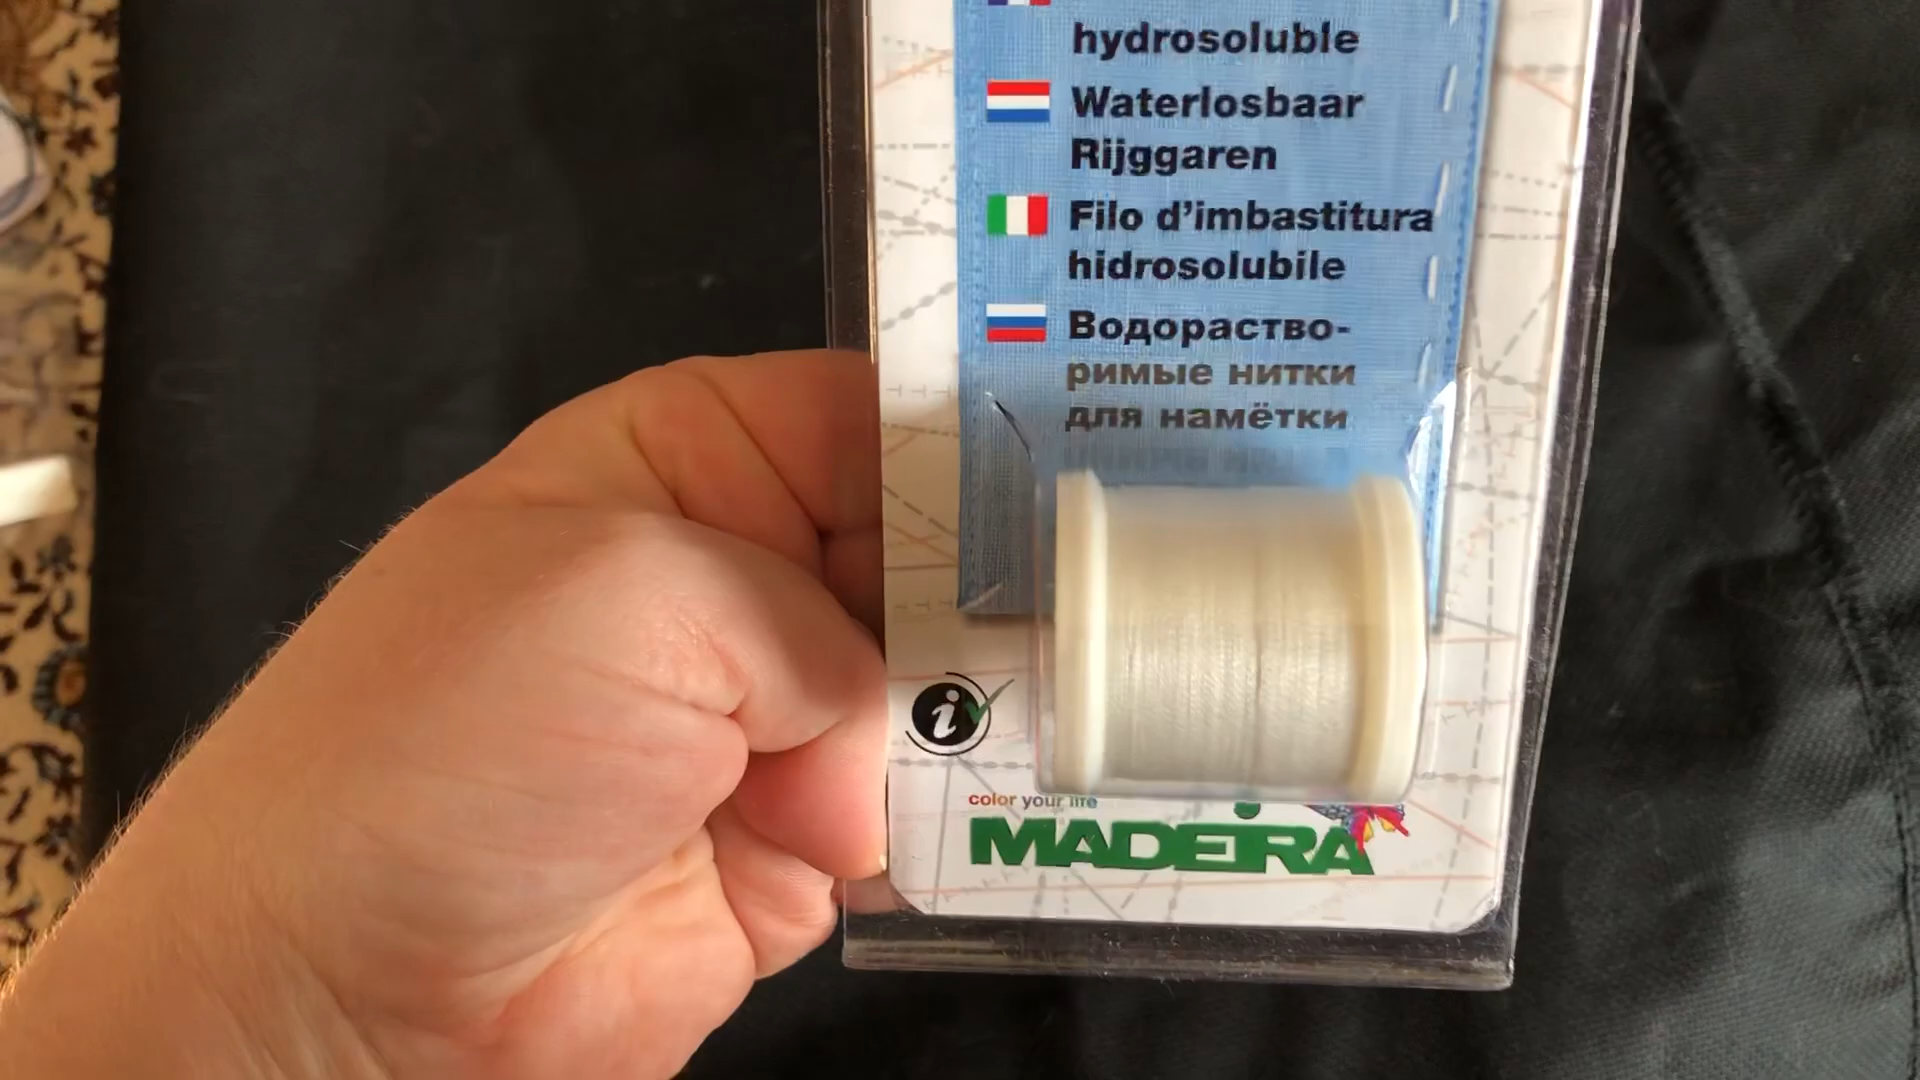 hydrosoluble
Waterlosbaar
Rijggaren
Filo d'imbastitura
hidrosolubile
Водораство-
римые нитки
для намётки
i
color your life
MADEIRA